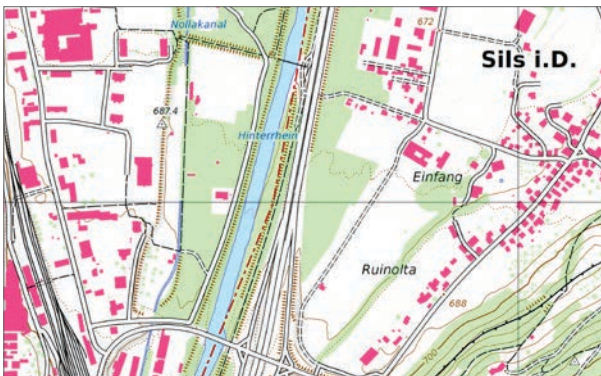 Nollakanal
672
Sils i.D.
687.4
Hinterrhein
Einfang
Ruinolta
688
700